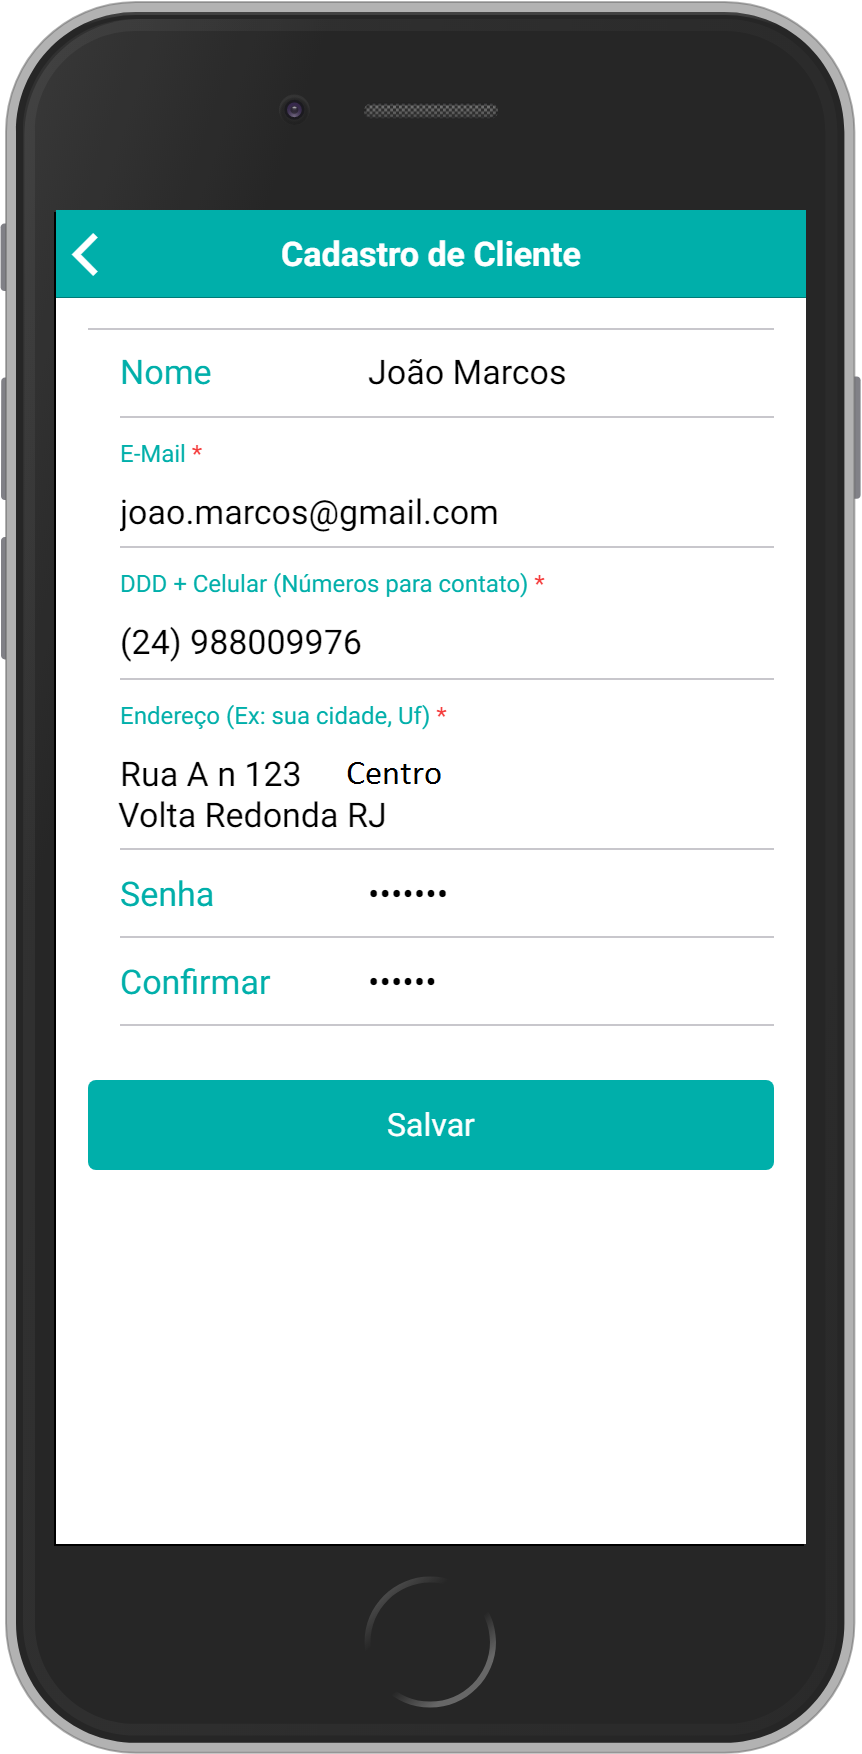 Cadastro de Cliente
Nome João Marcos
E-Mail *
joao.marcos@gmail.com
DDD + Celular (Números para contato) *
(24) 988009976
Endereço (Ex: sua cidade, Uf) *
Rua A n 123 Centro
Volta Redonda RJ
Senha •••••••
Confirmar ••••••
Salvar